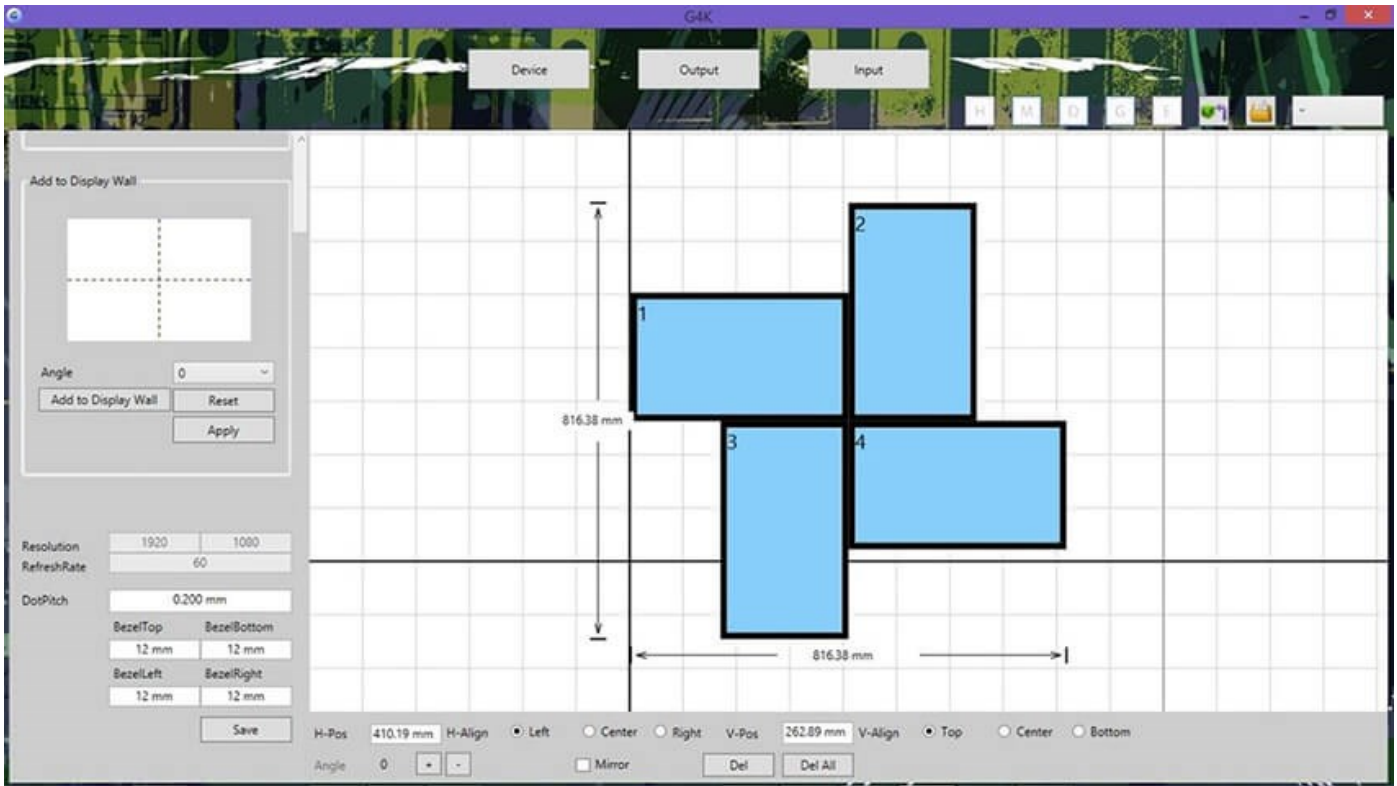 G4K
Device
Output
Input
H
M
D
G
E
Add to Display Wall
Angle
0
Add to Display Wall
Reset
Apply
Resolution
1920
1080
RefreshRate
60
DotPitch
0.200 mm
BezelTop
BezelBottom
12 mm
12 mm
BezelLeft
BezelRight
12 mm
12 mm
Save
1
2
3
4
816.38 mm
816.38 mm
H-Pos
410.19 mm
H-Align
Left
Center
Right
V-Pos
262.89 mm
V-Align
Top
Center
Bottom
Angle
0
+
-
Mirror
Del
Del All